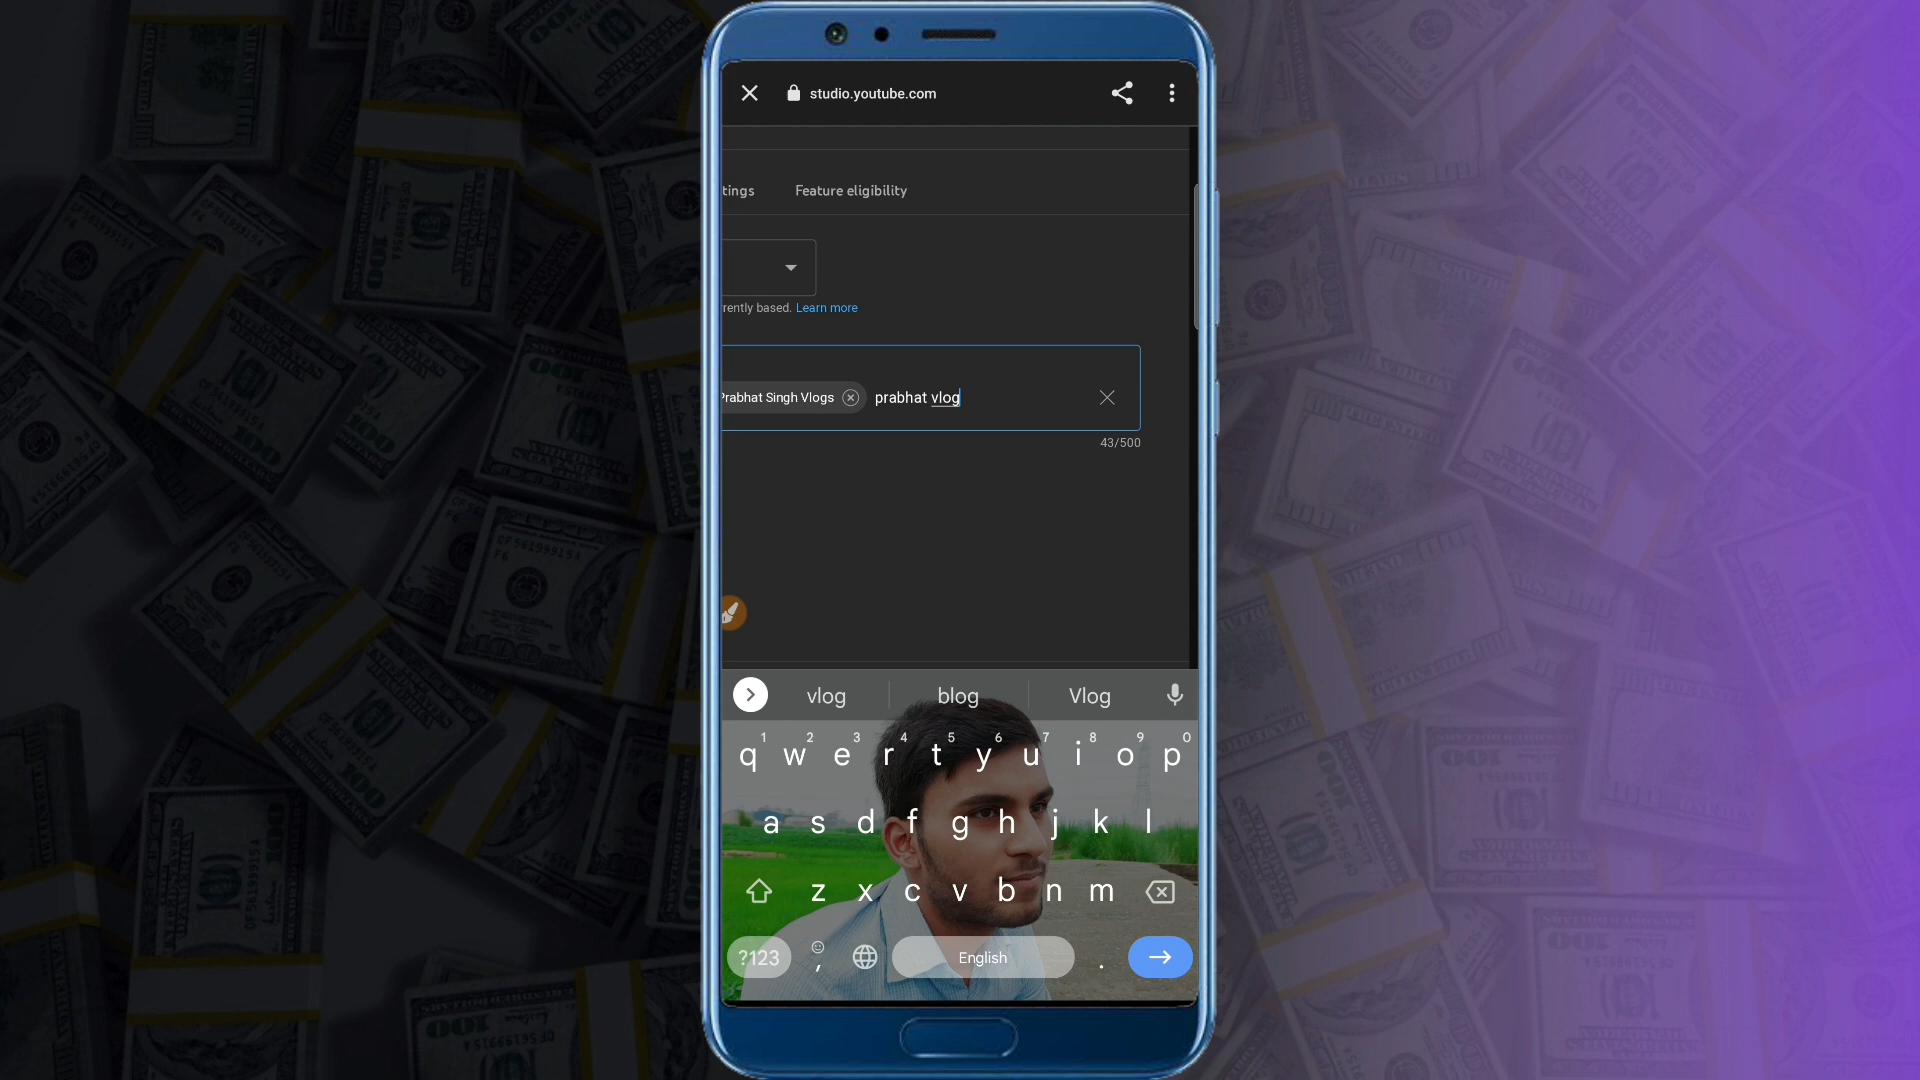 studio.youtube.com
tings Feature eligibility
rently based. Learn more
Prabhat Singh Vlogs prabhat vlog
43/500
vlog blog Vlog
1 2 3 4 5 6 7 8 9 0
q w e r t y u i o p
a s d f g h j k l
z x c v b n m
?123 , English .